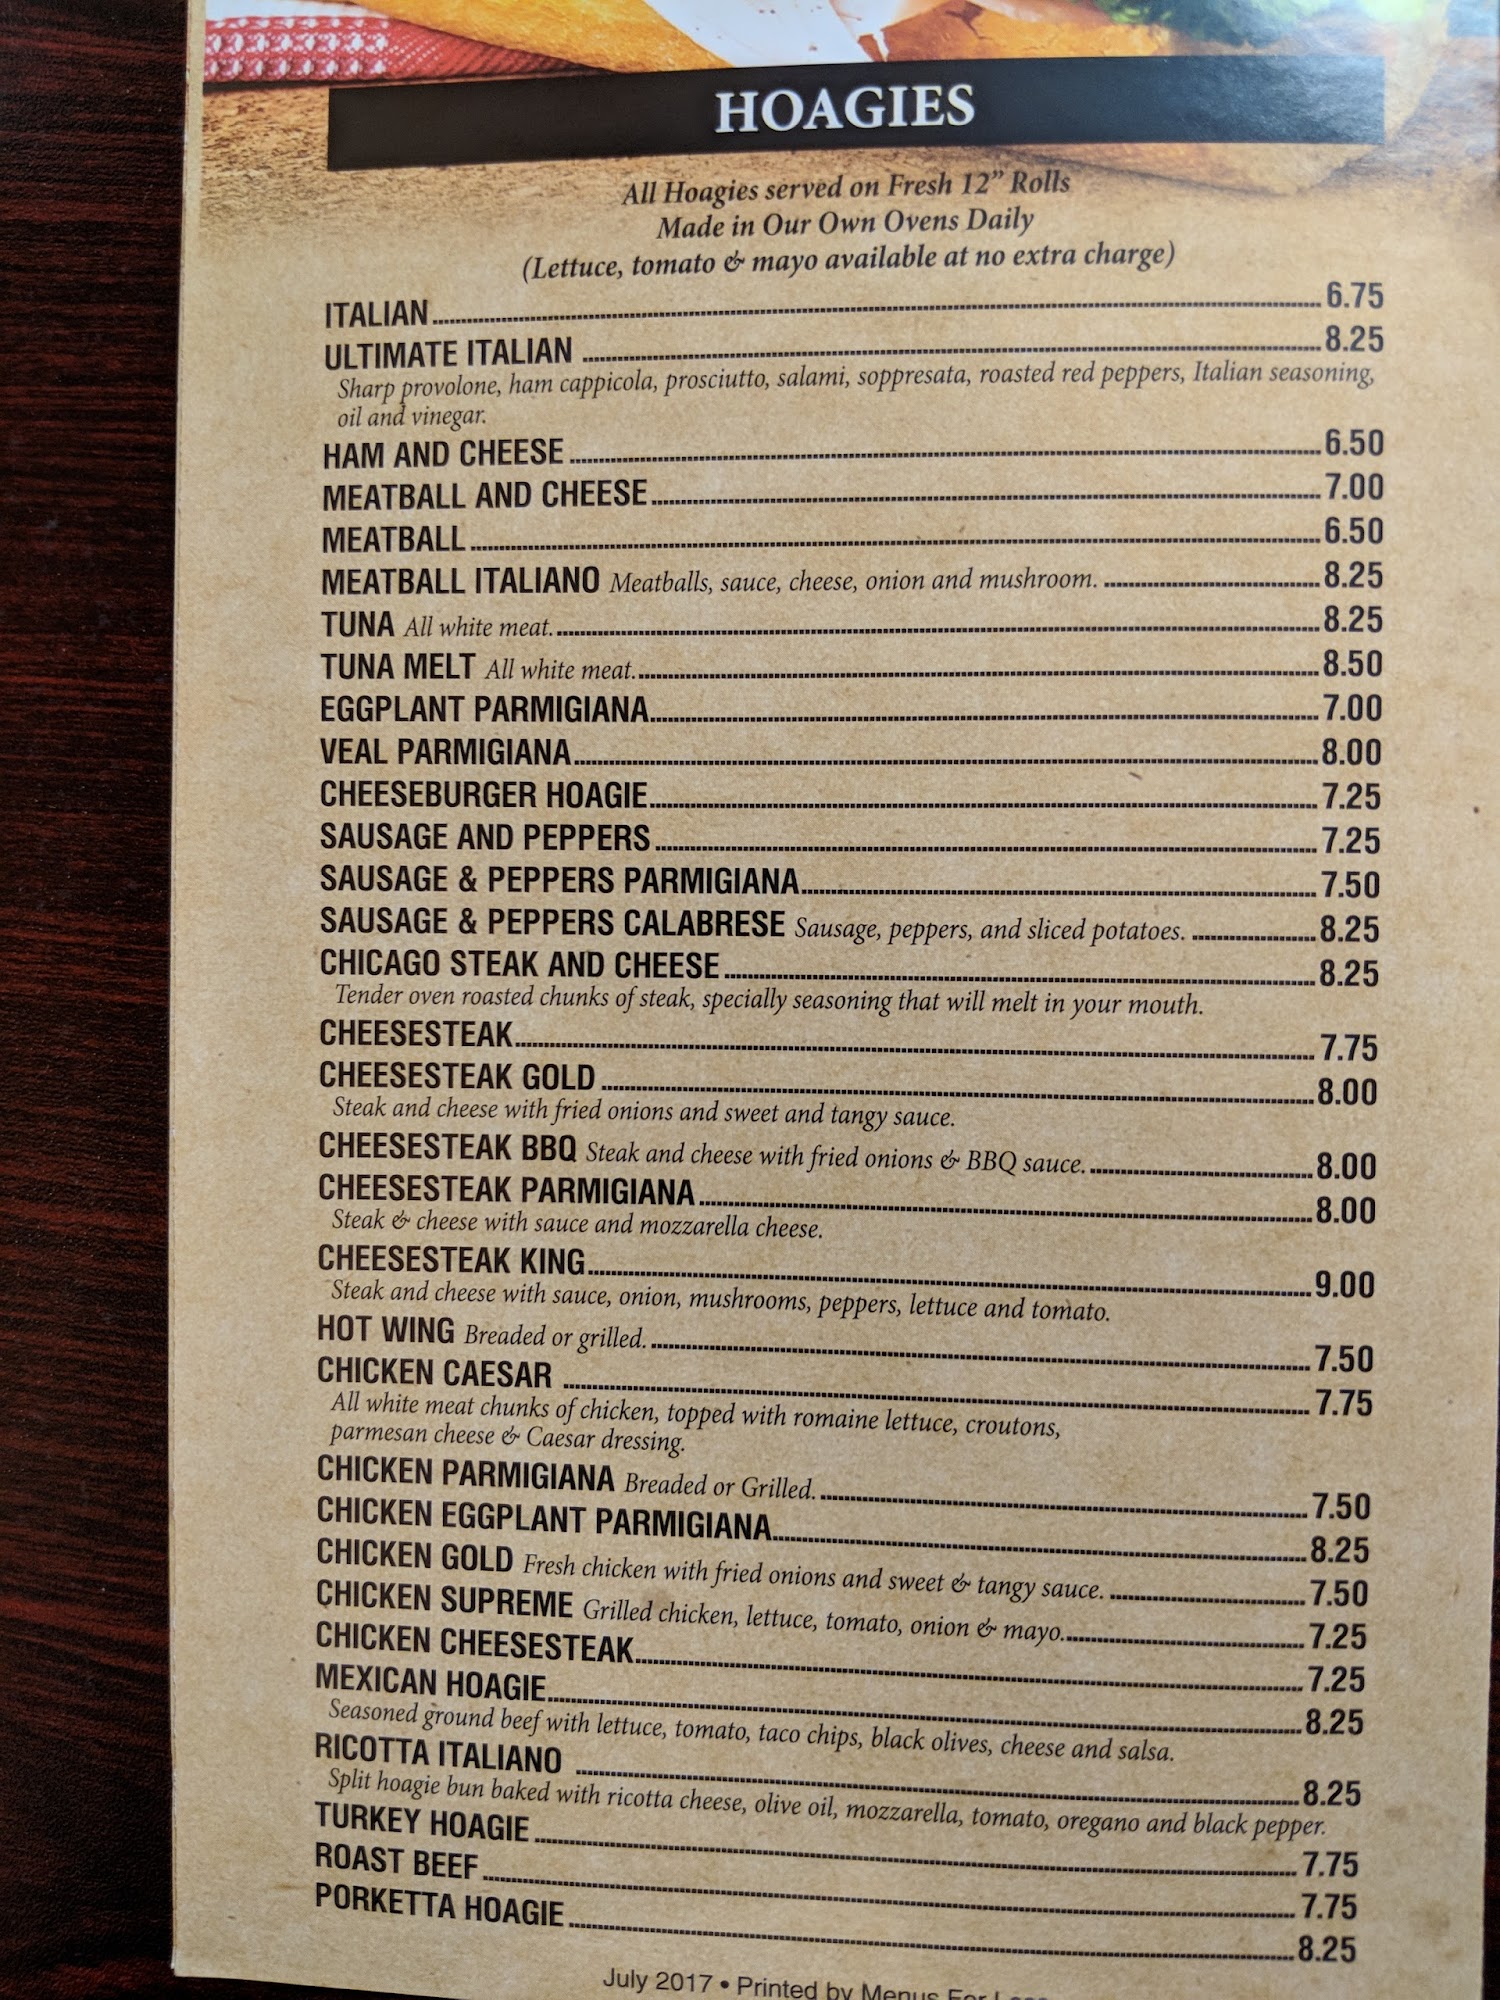 HOAGIES
All Hoagies served on Fresh 12" Rolls
Made in Our Own Ovens Daily
(Lettuce, tomato & mayo available at no extra charge)
ITALIAN 6.75
ULTIMATE ITALIAN 8.25
Sharp provolone, ham cappicola, prosciutto, salami, soppresata, roasted red peppers, Italian seasoning,
oil and vinegar.
HAM AND CHEESE 6.50
MEATBALL AND CHEESE 7.00
MEATBALL 6.50
MEATBALL ITALIANO Meatballs, sauce, cheese, onion and mushroom. 8.25
TUNA All white meat. 8.25
TUNA MELT All white meat. 8.50
EGGPLANT PARMIGIANA 7.00
VEAL PARMIGIANA 8.00
CHEESEBURGER HOAGIE 7.25
SAUSAGE AND PEPPERS 7.25
SAUSAGE & PEPPERS PARMIGIANA 7.50
SAUSAGE & PEPPERS CALABRESE Sausage, peppers, and sliced potatoes. 8.25
CHICAGO STEAK AND CHEESE 8.25
Tender oven roasted chunks of steak, specially seasoning that will melt in your mouth.
CHEESESTEAK 7.75
CHEESESTEAK GOLD 8.00
Steak and cheese with fried onions and sweet and tangy sauce.
CHEESESTEAK BBQ Steak and cheese with fried onions & BBQ sauce. 8.00
CHEESESTEAK PARMIGIANA 8.00
Steak & cheese with sauce and mozzarella cheese.
CHEESESTEAK KING 9.00
Steak and cheese with sauce, onion, mushrooms, peppers, lettuce and tomato.
HOT WING Breaded or grilled. 7.50
CHICKEN CAESAR 7.75
All white meat chunks of chicken, topped with romaine lettuce, croutons,
parmesan cheese & Caesar dressing.
CHICKEN PARMIGIANA Breaded or Grilled. 7.50
CHICKEN EGGPLANT PARMIGIANA 8.25
CHICKEN GOLD Fresh chicken with fried onions and sweet & tangy sauce. 7.50
CHICKEN SUPREME Grilled chicken, lettuce, tomato, onion & mayo. 7.25
CHICKEN CHEESESTEAK 7.25
MEXICAN HOAGIE 8.25
Seasoned ground beef with lettuce, tomato, taco chips, black olives, cheese and salsa.
RICOTTA ITALIANO 8.25
Split hoagie bun baked with ricotta cheese, olive oil, mozzarella, tomato, oregano and black pepper.
TURKEY HOAGIE 7.75
ROAST BEEF 7.75
PORKETTA HOAGIE 8.25
July 2017 • Printed by Menus For